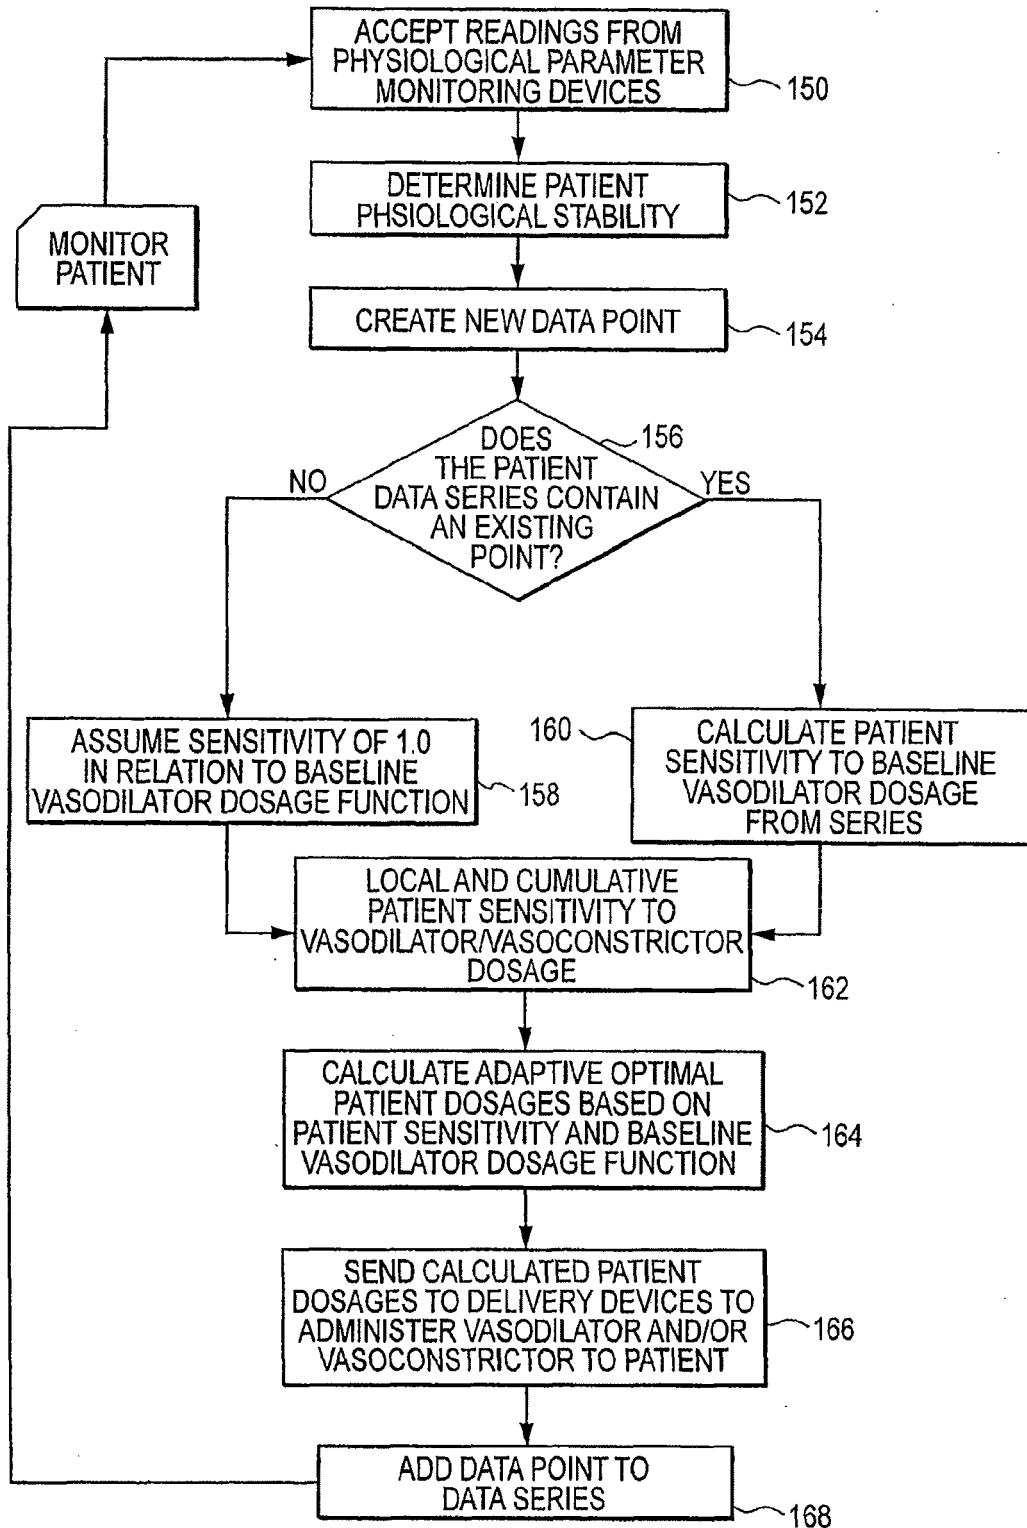 ACCEPT READINGS FROM
PHYSIOLOGICAL PARAMETER
MONITORING DEVICES
150
DETERMINE PATIENT
PHSIOLOGICAL STABILITY
152
MONITOR
PATIENT
CREATE NEW DATA POINT
154
DOES
THE PATIENT
DATA SERIES CONTAIN
AN EXISTING
POINT?
156
NO
YES
ASSUME SENSITIVITY OF 1.0
IN RELATION TO BASELINE
VASODILATOR DOSAGE FUNCTION
158
160
CALCULATE PATIENT
SENSITIVITY TO BASELINE
VASODILATOR DOSAGE
FROM SERIES
LOCAL AND CUMULATIVE
PATIENT SENSITIVITY TO
VASODILATOR/VASOCONSTRICTOR
DOSAGE
162
CALCULATE ADAPTIVE OPTIMAL
PATIENT DOSAGES BASED ON
PATIENT SENSITIVITY AND BASELINE
VASODILATOR DOSAGE FUNCTION
164
SEND CALCULATED PATIENT
DOSAGES TO DELIVERY DEVICES TO
ADMINISER VASODILATOR AND/OR
VASOCONSTRICTOR TO PATIENT
166
ADD DATA POINT TO
DATA SERIES
168